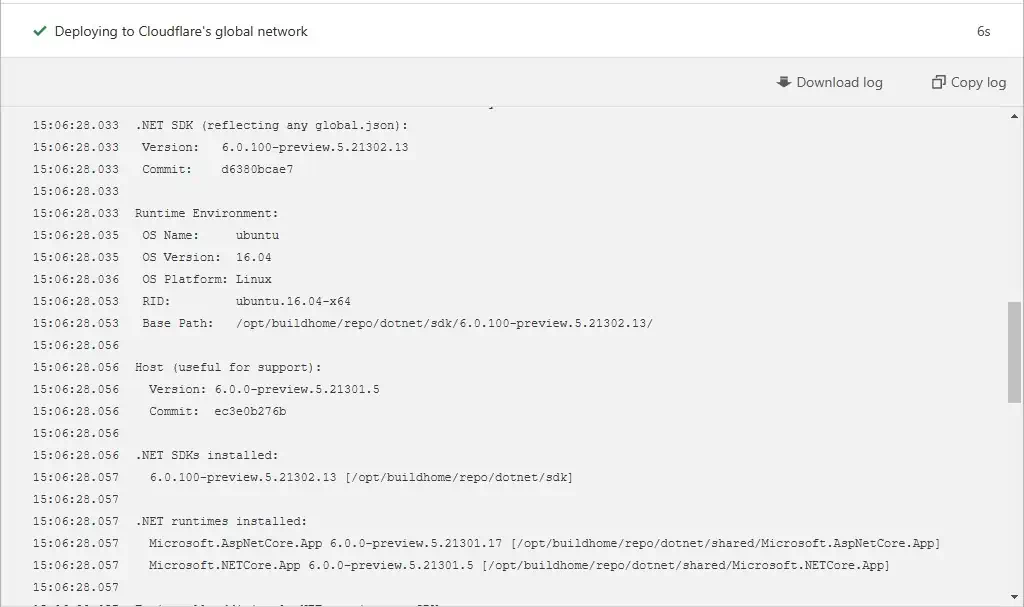 Deploying to Cloudflare's global network 6s
Download log Copy log
15:06:28.033 .NET SDK (reflecting any global.json):
15:06:28.033 Version: 6.0.100-preview.5.21302.13
15:06:28.033 Commit: d6380bcae7
15:06:28.033
15:06:28.033 Runtime Environment:
15:06:28.035 OS Name: ubuntu
15:06:28.035 OS Version: 16.04
15:06:28.036 OS Platform: Linux
15:06:28.053 RID: ubuntu.16.04-x64
15:06:28.053 Base Path: /opt/buildhome/repo/dotnet/sdk/6.0.100-preview.5.21302.13/
15:06:28.056
15:06:28.056 Host (useful for support):
15:06:28.056 Version: 6.0.0-preview.5.21301.5
15:06:28.056 Commit: ec3e0b276b
15:06:28.056
15:06:28.056 .NET SDKs installed:
15:06:28.057 6.0.100-preview.5.21302.13 [/opt/buildhome/repo/dotnet/sdk]
15:06:28.057
15:06:28.057 .NET runtimes installed:
15:06:28.057 Microsoft.AspNetCore.App 6.0.0-preview.5.21301.17 [/opt/buildhome/repo/dotnet/shared/Microsoft.AspNetCore.App]
15:06:28.057 Microsoft.NETCore.App 6.0.0-preview.5.21301.5 [/opt/buildhome/repo/dotnet/shared/Microsoft.NETCore.App]
15:06:28.057